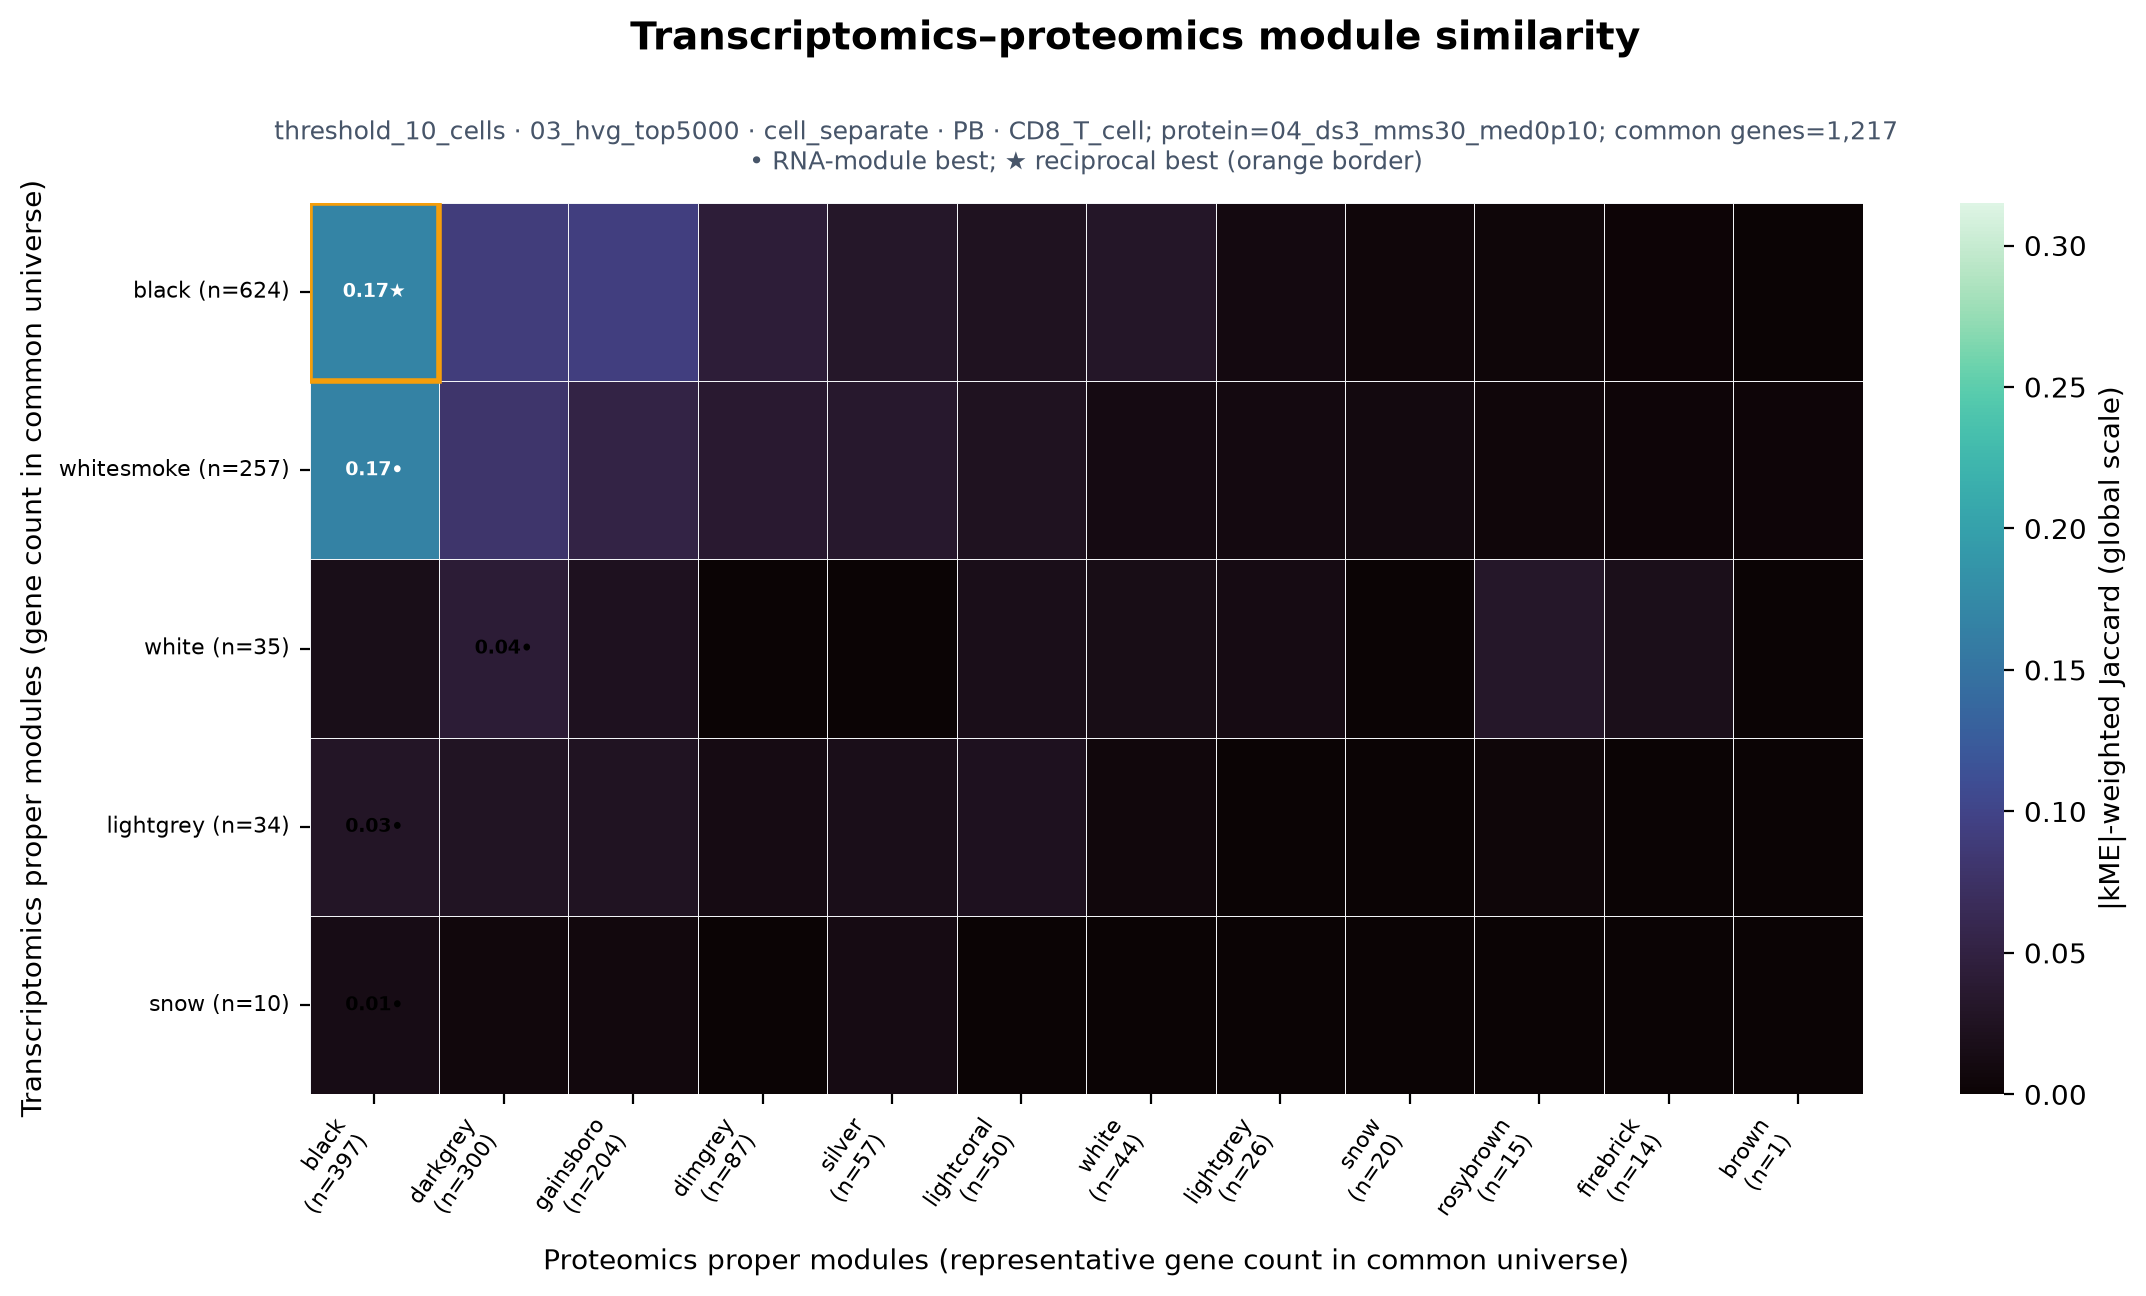 Transcriptomics–proteomics module similarity
threshold_10_cells · 03_hvg_top5000 · cell_separate · PB · CD8_T_cell; protein=04_ds3_mms30_med0p10; common genes=1,217
• RNA-module best; ★ reciprocal best (orange border)
Transcriptomics proper modules (gene count in common universe)
black (n=624)
whitesmoke (n=257)
white (n=35)
lightgrey (n=34)
snow (n=10)
0.17★
0.17•
0.04•
0.03•
0.01•
black
(n=397)
darkgrey
(n=300)
gainsboro
(n=204)
dimgrey
(n=87)
silver
(n=57)
lightcoral
(n=50)
white
(n=44)
lightgrey
(n=26)
snow
(n=20)
rosybrown
(n=15)
firebrick
(n=14)
brown
(n=1)
Proteomics proper modules (representative gene count in common universe)
0.30
0.25
0.20
0.15
0.10
0.05
0.00
|kME|-weighted Jaccard (global scale)